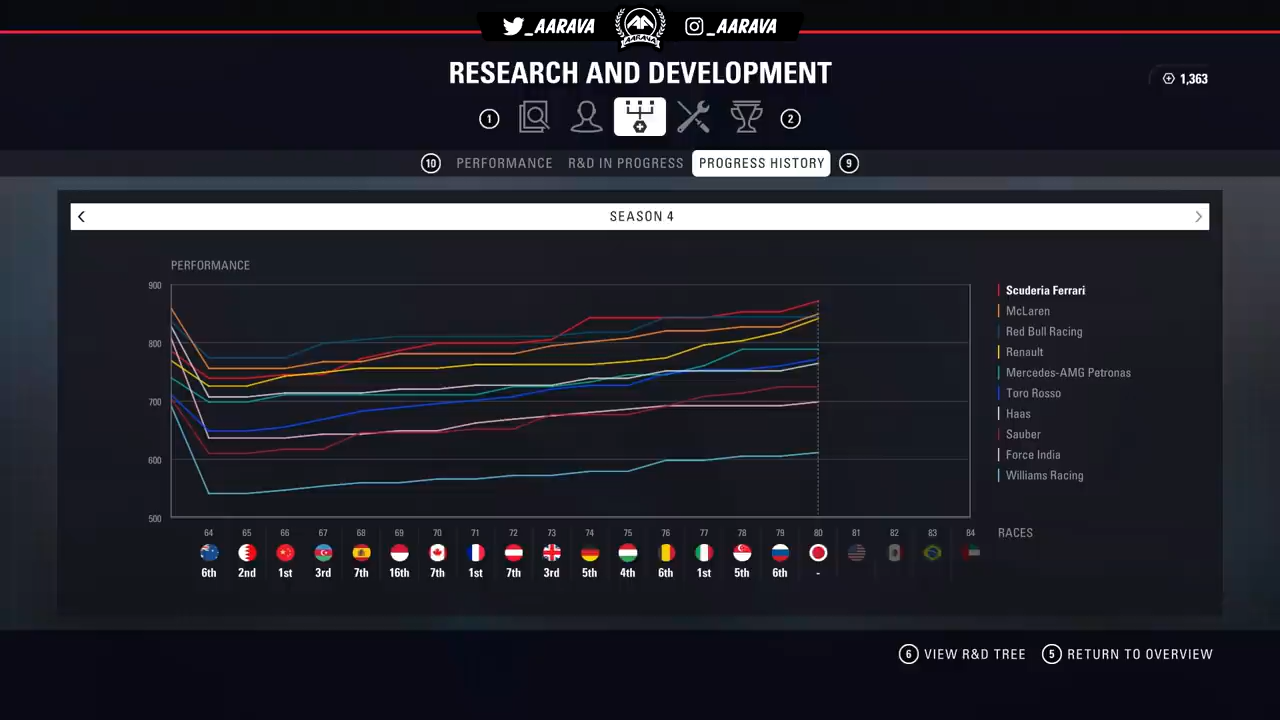 _AARAVA AARAVA _AARAVA
RESEARCH AND DEVELOPMENT
1,363
1 2
10 PERFORMANCE R&D IN PROGRESS PROGRESS HISTORY 9
SEASON 4
PERFORMANCE
900
800
700
600
500
Scuderia Ferrari
McLaren
Red Bull Racing
Renault
Mercedes-AMG Petronas
Toro Rosso
Haas
Sauber
Force India
Williams Racing
64 65 66 67 68 69 70 71 72 73 74 75 76 77 78 79 80 81 82 83 84 RACES
6th 2nd 1st 3rd 7th 16th 7th 1st 7th 3rd 5th 4th 6th 1st 5th 6th -
6 VIEW R&D TREE 5 RETURN TO OVERVIEW